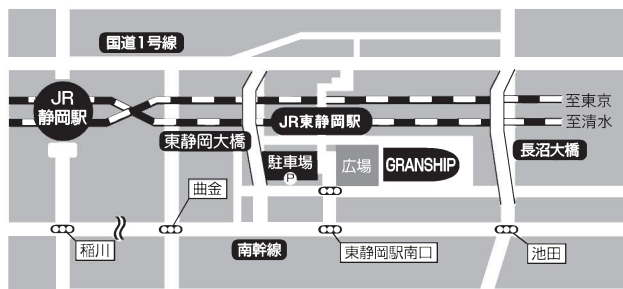 国道1号線
JR
静岡駅
至東京
JR東静岡駅
至清水
東静岡大橋
長沼大橋
駐車場
P
広場
GRANSHIP
曲金
稲川
南幹線
東静岡駅南口
池田